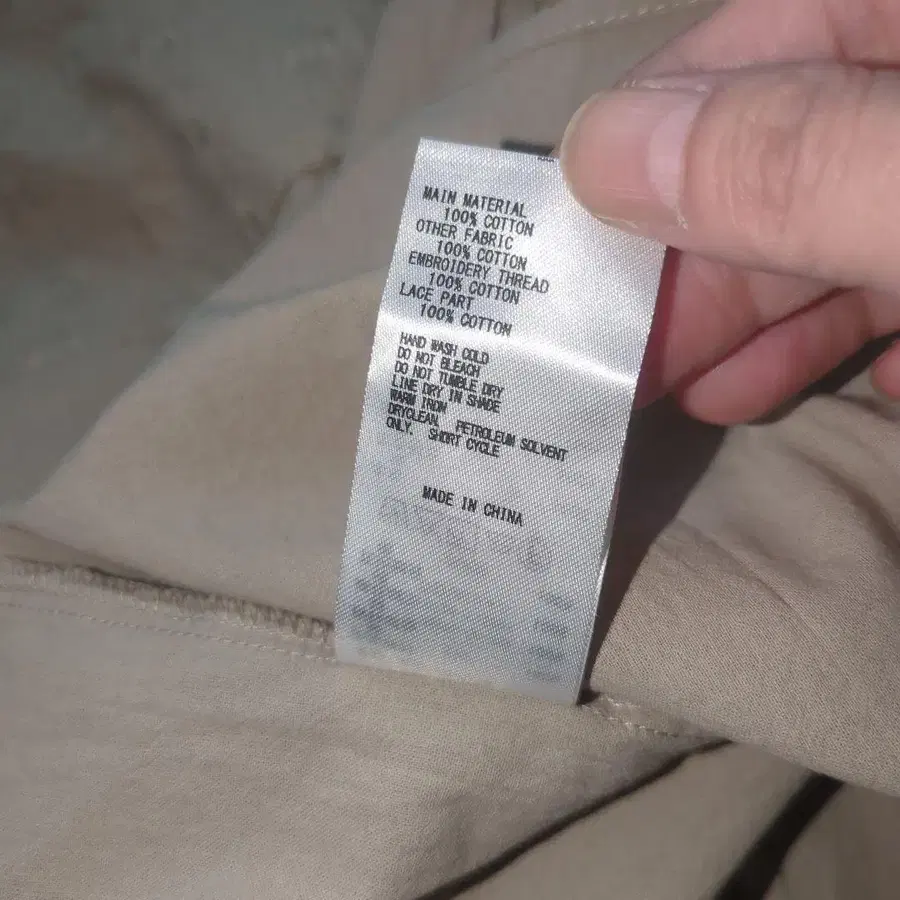 MAIN MATERIAL
100% COTTON
OTHER FABRIC
100% COTTON
EMBROIDERY THREAD
100% COTTON
LACE PART
100% COTTON
HAND WASH COLD
DO NOT BLEACH
DO NOT TUMBLE DRY
LINE DRY IN SHADE
WARM IRON
DRYCLEAN, PETROLEUM SOLVENT
ONLY. SHORT CYCLE
MADE IN CHINA